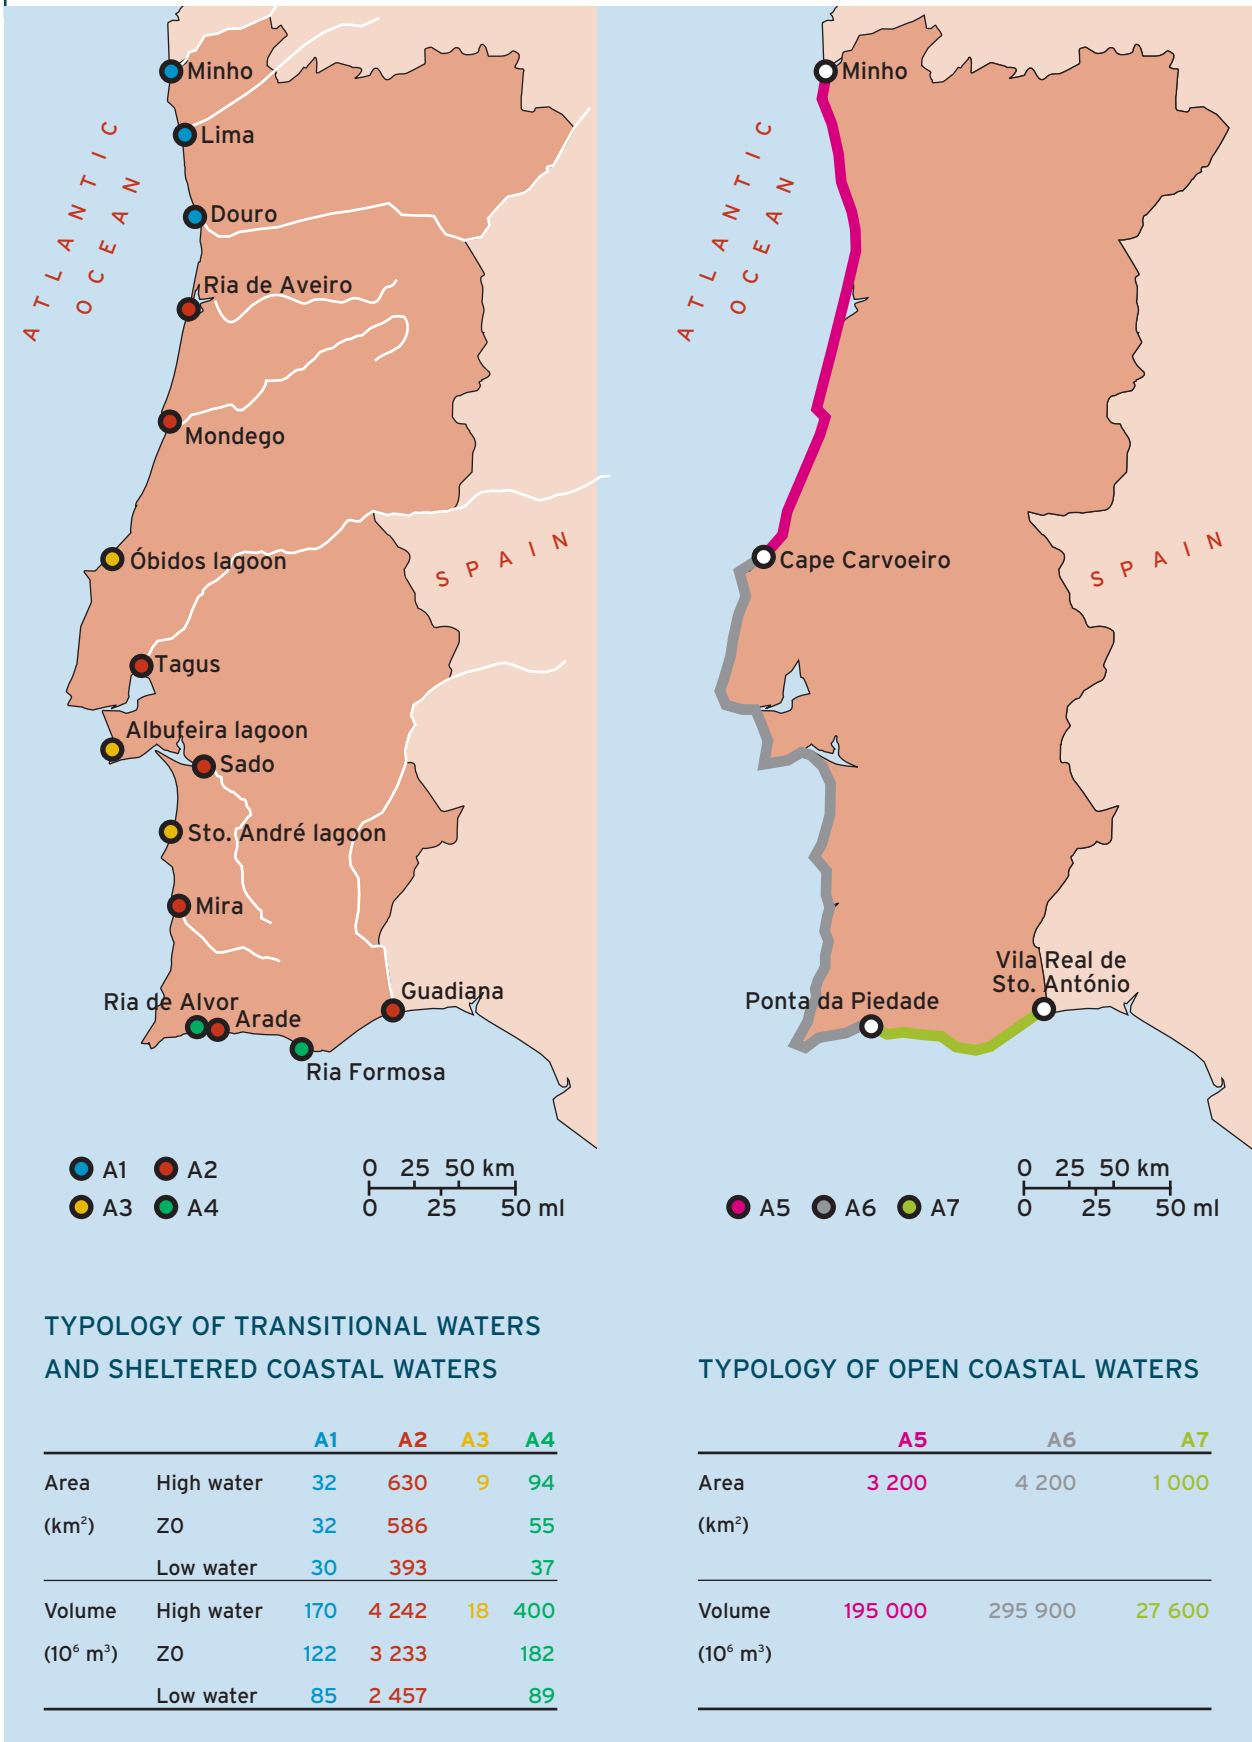 Minho
Lima
Douro
Ria de Aveiro
Mondego
Óbidos lagoon
Tagus
Albufeira lagoon
Sado
Sto. André lagoon
Mira
Ria de Alvor
Arade
Guadiana
Ria Formosa
ATLANTIC
OCEAN
SPAIN
A1 A2
A3 A4
0 25 50 km
0 25 50 ml
Minho
ATLANTIC
OCEAN
SPAIN
Cape Carvoeiro
Vila Real de
Sto. António
Ponta da Piedade
A5 A6 A7
0 25 50 km
0 25 50 ml
TYPOLOGY OF TRANSITIONAL WATERS
AND SHELTERED COASTAL WATERS
A1 A2 A3 A4
Area High water 32 630 9 94
(km²) Z0 32 586 55
Low water 30 393 37
Volume High water 170 4 242 18 400
(10⁶ m³) Z0 122 3 233 182
Low water 85 2 457 89
TYPOLOGY OF OPEN COASTAL WATERS
A5 A6 A7
Area 3 200 4 200 1 000
(km²)
Volume 195 000 295 900 27 600
(10⁶ m³)